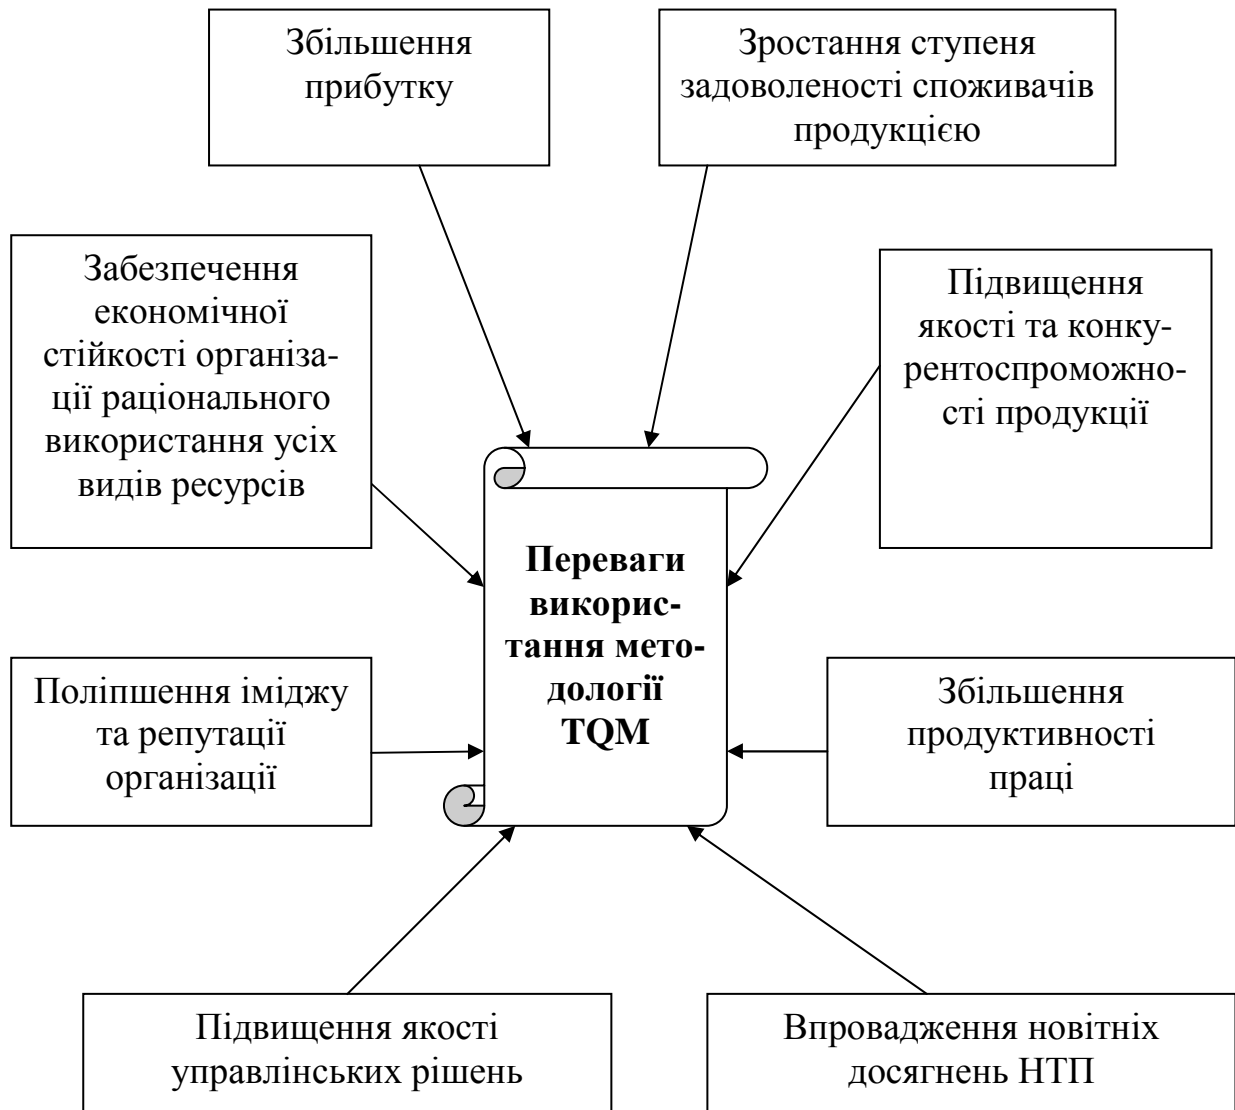 Збільшення
прибутку
Зростання ступеня
задоволеності споживачів
продукцією
Забезпечення
економічної
стійкості організа-
ції раціонального
використання усіх
видів ресурсів
Підвищення
якості та конку-
рентоспроможно-
сті продукції
Переваги
викорис-
тання мето-
дології
TQM
Поліпшення іміджу
та репутації
організації
Збільшення
продуктивності
праці
Підвищення якості
управлінських рішень
Впровадження новітніх
досягнень НТП